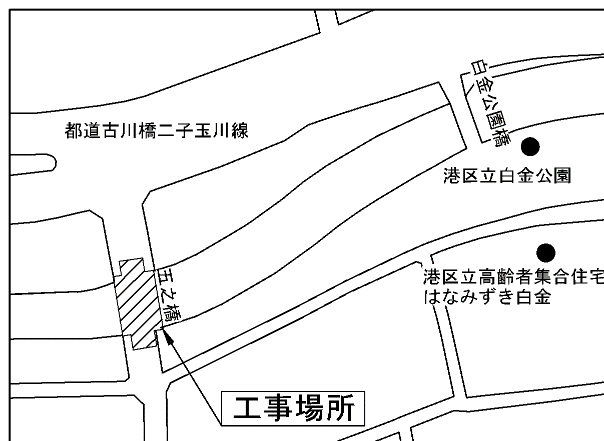 白金公園橋
都道古川橋二子玉川線
港区立白金公園
港区立高齢者集合住宅
はなみずき白金
五之橋
工事場所